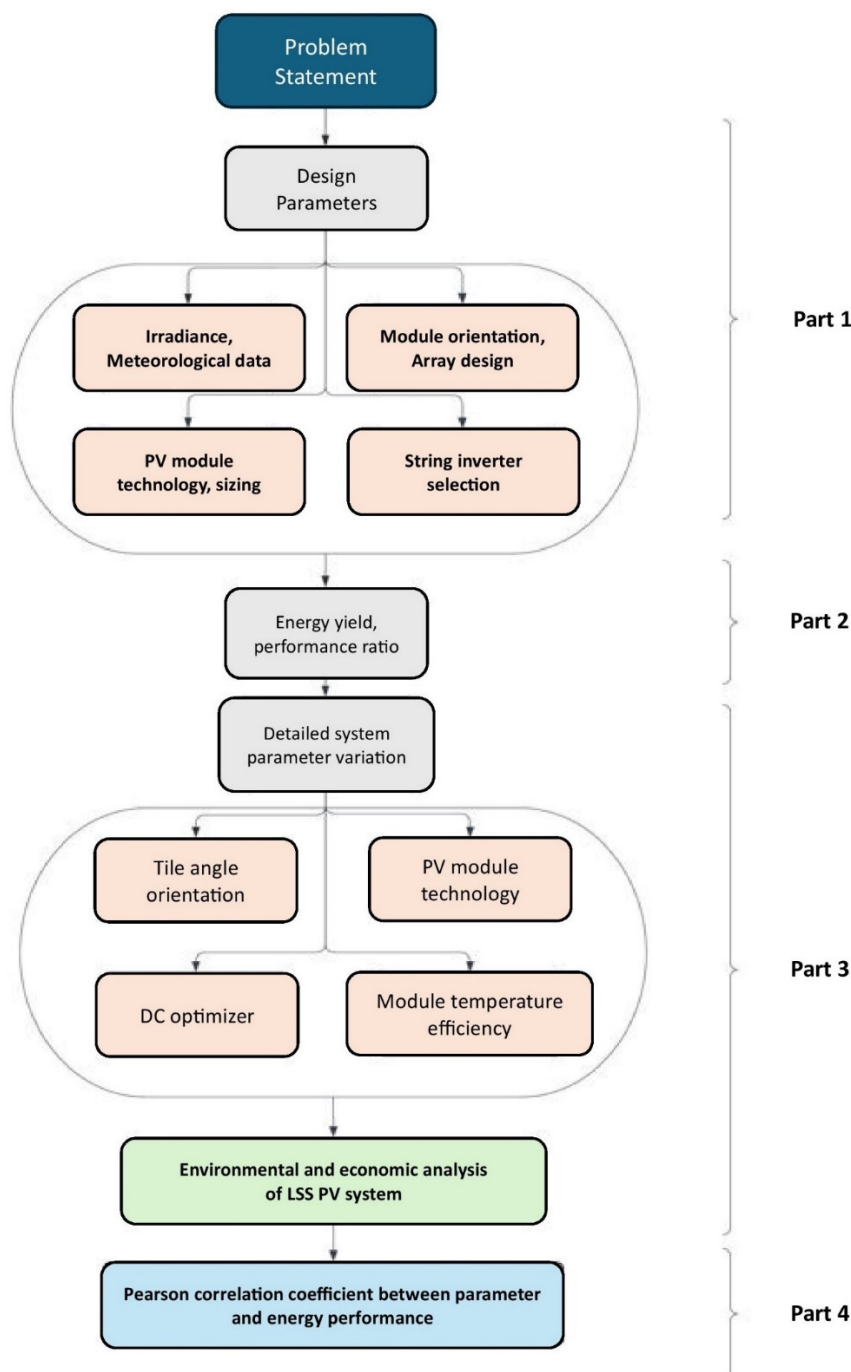 Problem
Statement
Design
Parameters
Irradiance,
Meteorological data
Module orientation,
Array design
Part 1
PV module
technology, sizing
String inverter
selection
Energy yield,
performance ratio
Part 2
Detailed system
parameter variation
Tile angle
orientation
PV module
technology
DC optimizer
Module temperature
efficiency
Part 3
Environmental and economic analysis
of LSS PV system
Pearson correlation coefficient between parameter
and energy performance
Part 4